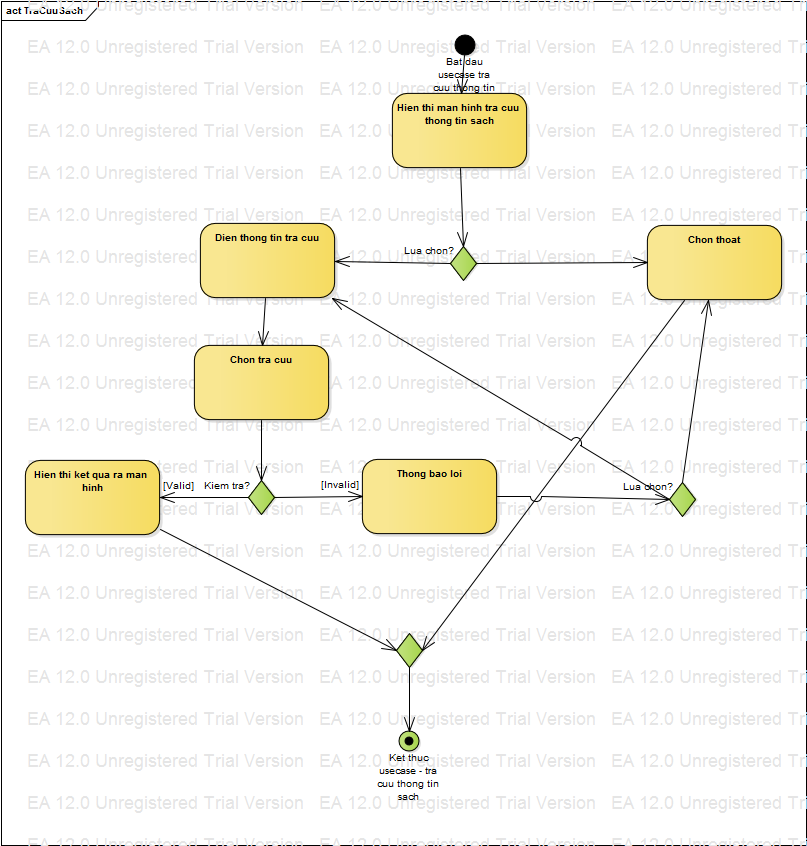 act TraCuuSach
EA 12.0 Unregistered Trial Version
Bat dau
usecase tra
cuu thong tin
Hien thi man hinh tra cuu
thong tin sach
Lua chon?
Dien thong tin tra cuu
Chon thoat
Chon tra cuu
Hien thi ket qua ra man
hinh
[Valid]
Kiem tra?
[Invalid]
Thong bao loi
Lua chon?
Ket thuc
usecase - tra
cuu thong tin
sach